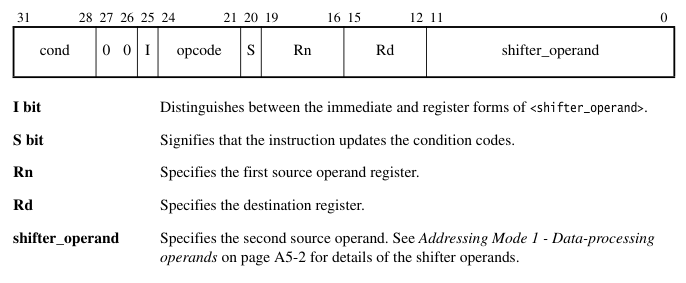 31 28 27 26 25 24 21 20 19 16 15 12 11 0
cond 0 0 I opcode S Rn Rd shifter_operand
I bit Distinguishes between the immediate and register forms of <shifter_operand>.
S bit Signifies that the instruction updates the condition codes.
Rn Specifies the first source operand register.
Rd Specifies the destination register.
shifter_operand Specifies the second source operand. See Addressing Mode 1 - Data-processing
operands on page A5-2 for details of the shifter operands.